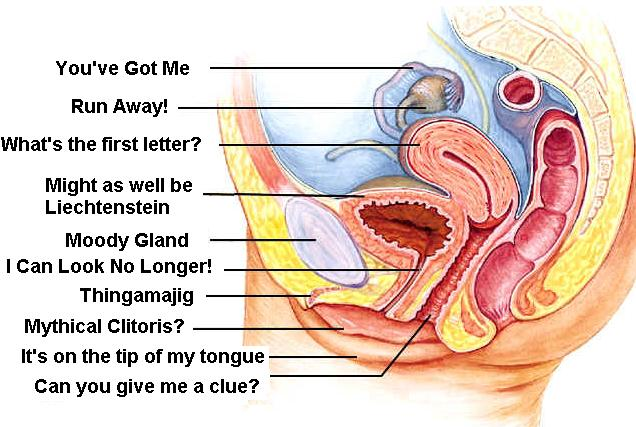 You've Got Me
Run Away!
What's the first letter?
Might as well be
Liechtenstein
Moody Gland
I Can Look No Longer!
Thingamajig
Mythical Clitoris?
It's on the tip of my tongue
Can you give me a clue?